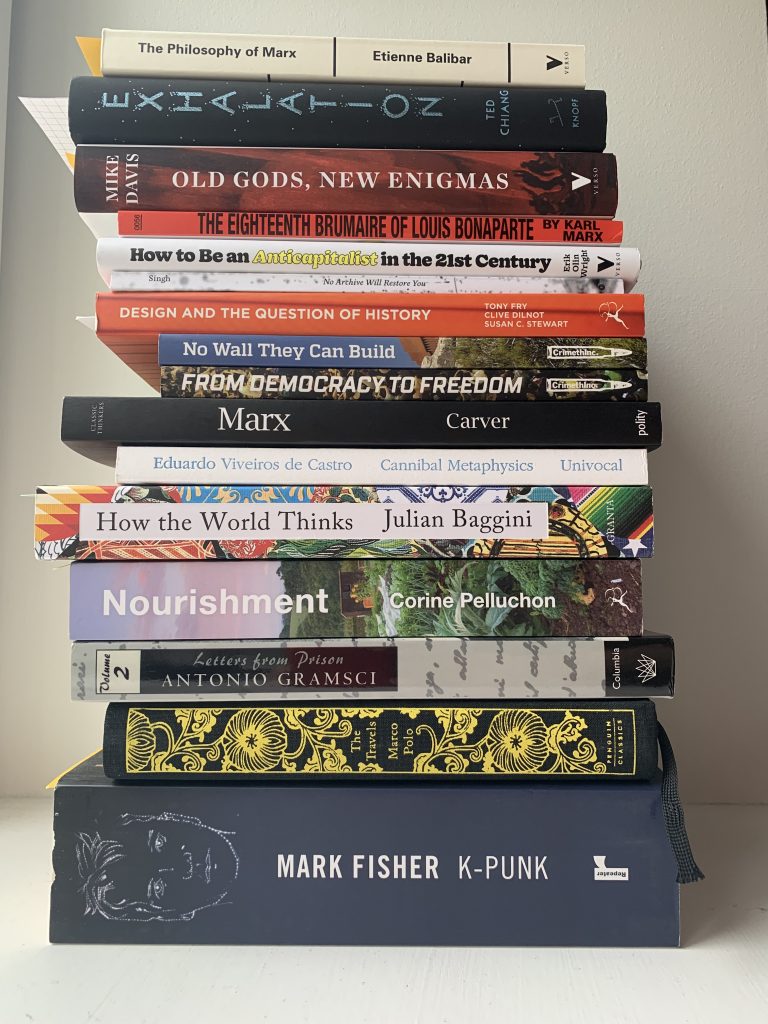 The Philosophy of Marx Etienne Balibar VERSO
EXHALATION TED CHIANG KNOPF
MIKE DAVIS OLD GODS, NEW ENIGMAS VERSO
THE EIGHTEENTH BRUMAIRE OF LOUIS BONAPARTE BY KARL MARX
How to Be an Anticapitalist in the 21st Century Erik Olin Wright VERSO
Singh No Archive Will Restore You
DESIGN AND THE QUESTION OF HISTORY TONY FRY CLIVE DILNOT SUSAN C. STEWART
No Wall They Can Build CrimethInc.
FROM DEMOCRACY TO FREEDOM CrimethInc.
CLASSIC THINKERS Marx Carver polity
Eduardo Viveiros de Castro Cannibal Metaphysics Univocal
How the World Thinks Julian Baggini GRANTA
Nourishment Corine Pelluchon
Volume 2 Letters from Prison ANTONIO GRAMSCI Columbia
The Travels Marco Polo PENGUIN CLASSICS
MARK FISHER K-PUNK Repeater